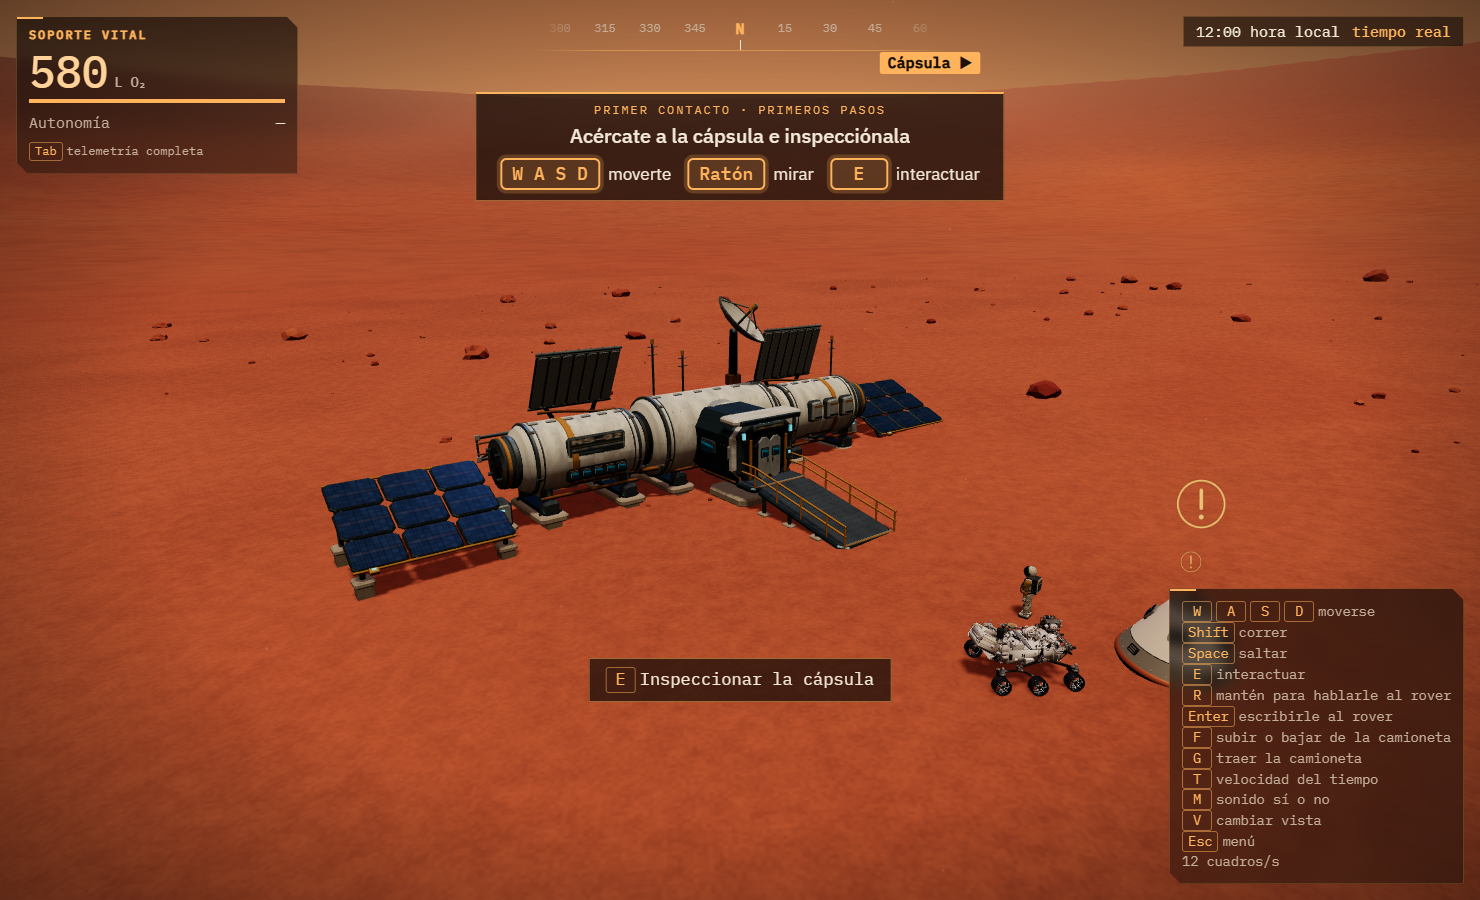 SOPORTE VITAL
580 L O₂
Autonomía —
Tab telemetría completa
300 315 330 345 N 15 30 45 60
Cápsula ▶
12:00 hora local tiempo real
PRIMER CONTACTO · PRIMEROS PASOS
Acércate a la cápsula e inspecciónala
W A S D moverte Ratón mirar E interactuar
E Inspeccionar la cápsula
W A S D moverse
Shift correr
Space saltar
E interactuar
R mantén para hablarle al rover
Enter escribirle al rover
F subir o bajar de la camioneta
G traer la camioneta
T velocidad del tiempo
M sonido sí o no
V cambiar vista
Esc menú
12 cuadros/s